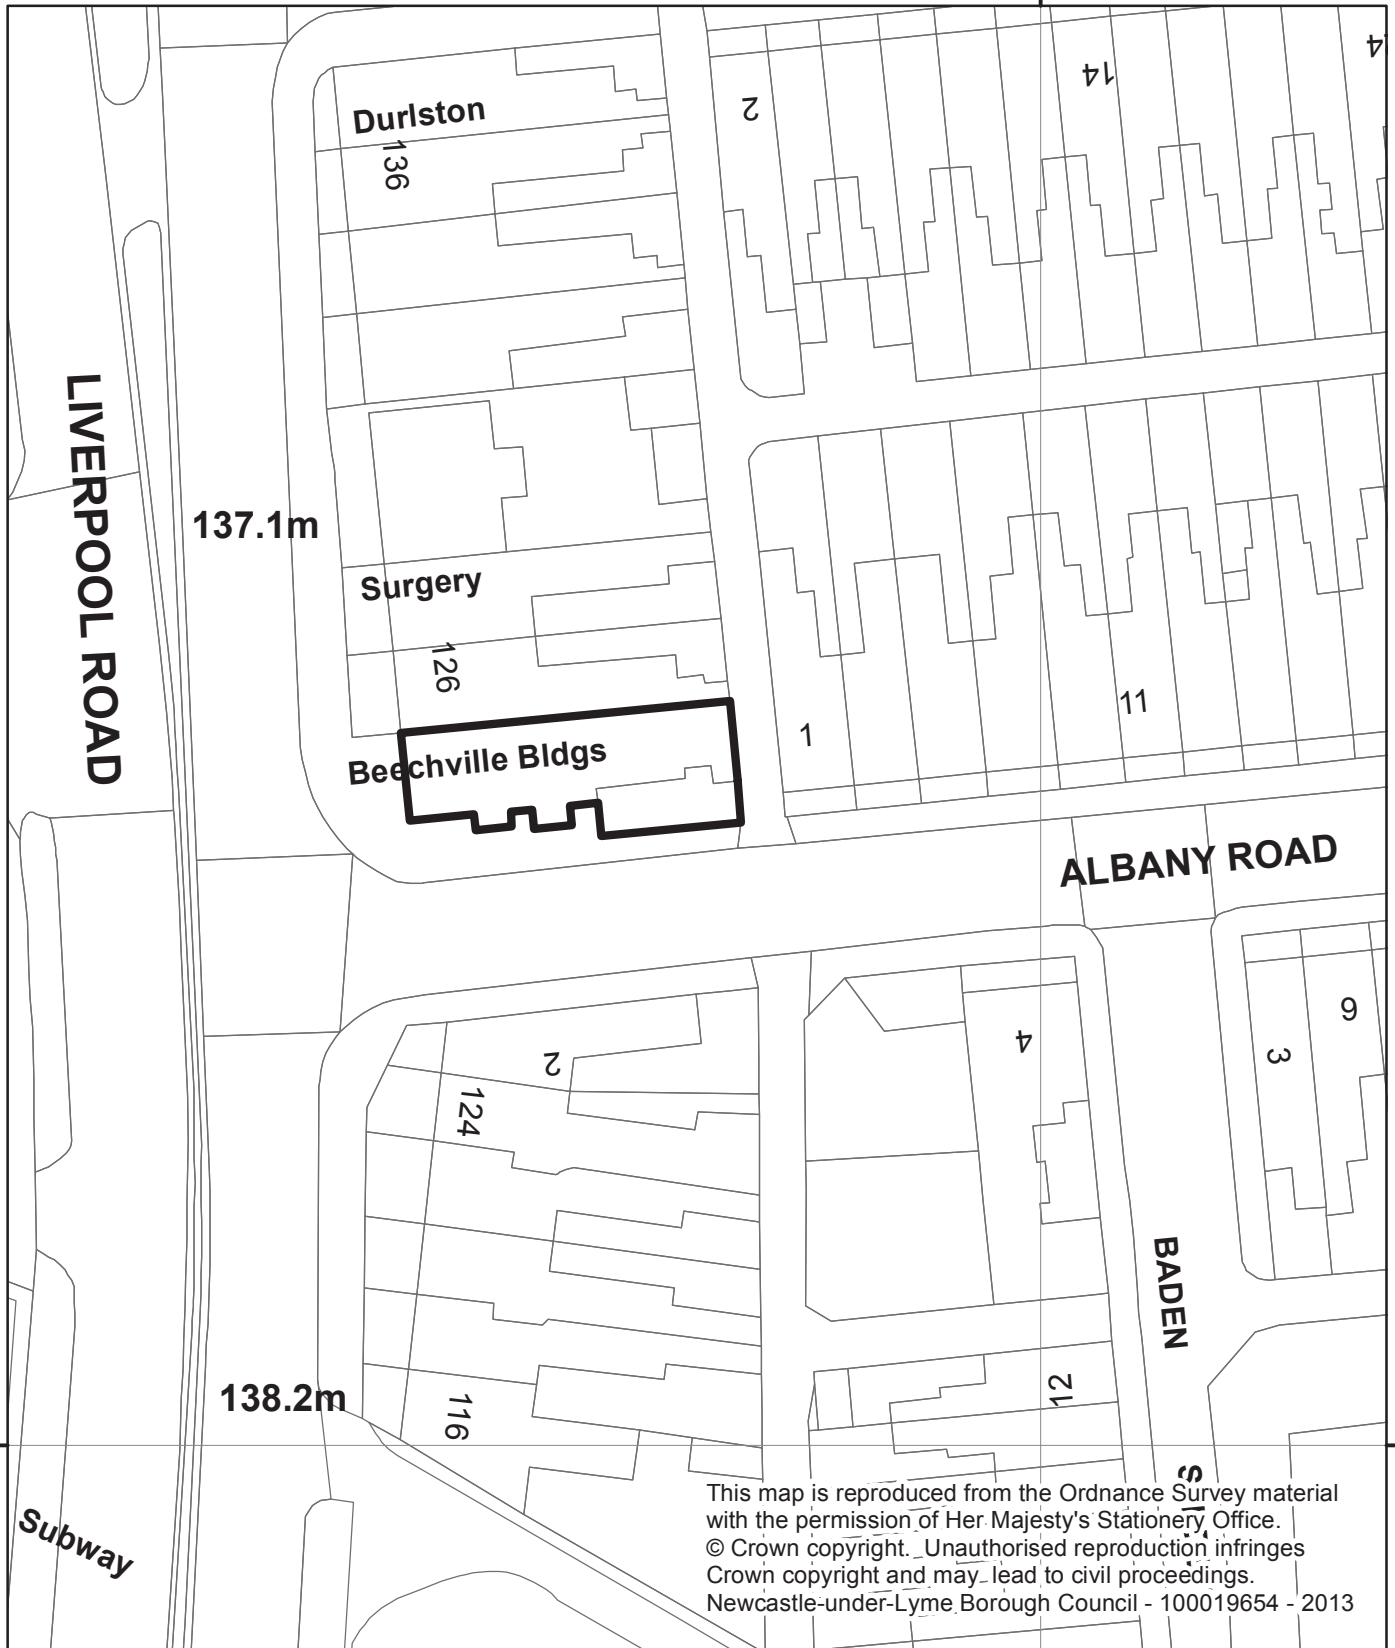 Durlston
136
2
14
LIVERPOOL ROAD
137.1m
Surgery
126
1
11
Beechville Bldgs
ALBANY ROAD
2
124
4
3
9
BADEN
138.2m
116
12
Subway
This map is reproduced from the Ordnance Survey material
with the permission of Her Majesty's Stationery Office.
© Crown copyright. Unauthorised reproduction infringes
Crown copyright and may lead to civil proceedings.
Newcastle-under-Lyme Borough Council - 100019654 - 2013